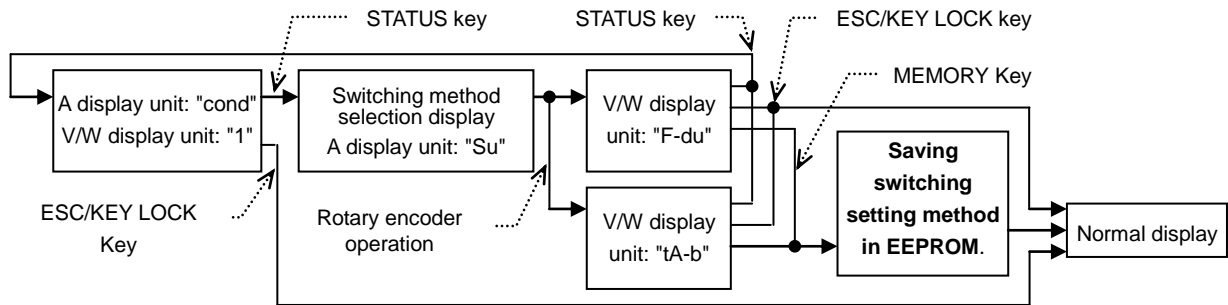 STATUS key
STATUS key
ESC/KEY LOCK key
MEMORY Key
A display unit: "cond"
V/W display unit: "1"
Switching method
selection display
A display unit: "Su"
V/W display
unit: "F-du"
Saving
switching
setting method
in EEPROM.
ESC/KEY LOCK
Key
Rotary encoder
operation
V/W display
unit: "tA-b"
Normal display